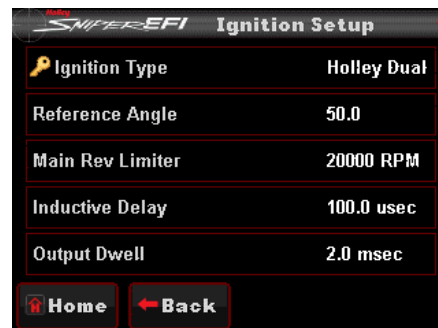 Holley
SNIPER EFI Ignition Setup
Ignition Type Holley Dual
Reference Angle 50.0
Main Rev Limiter 20000 RPM
Inductive Delay 100.0 usec
Output Dwell 2.0 msec
Home Back